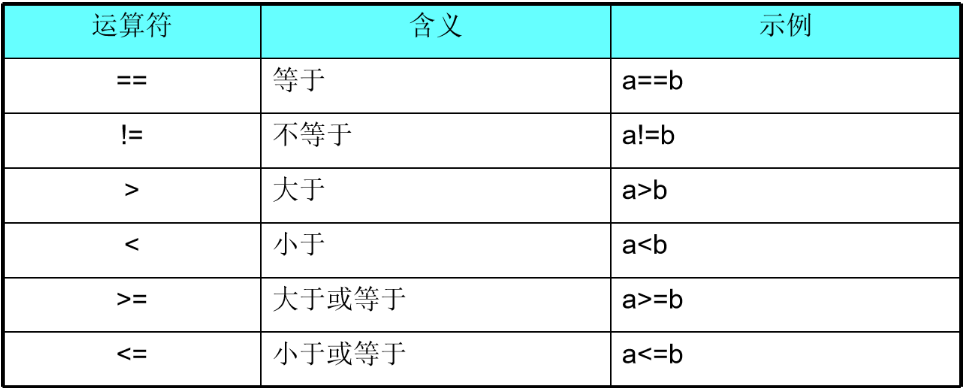 运算符 含义 示例
== 等于 a==b
!= 不等于 a!=b
> 大于 a>b
< 小于 a<b
>= 大于或等于 a>=b
<= 小于或等于 a<=b